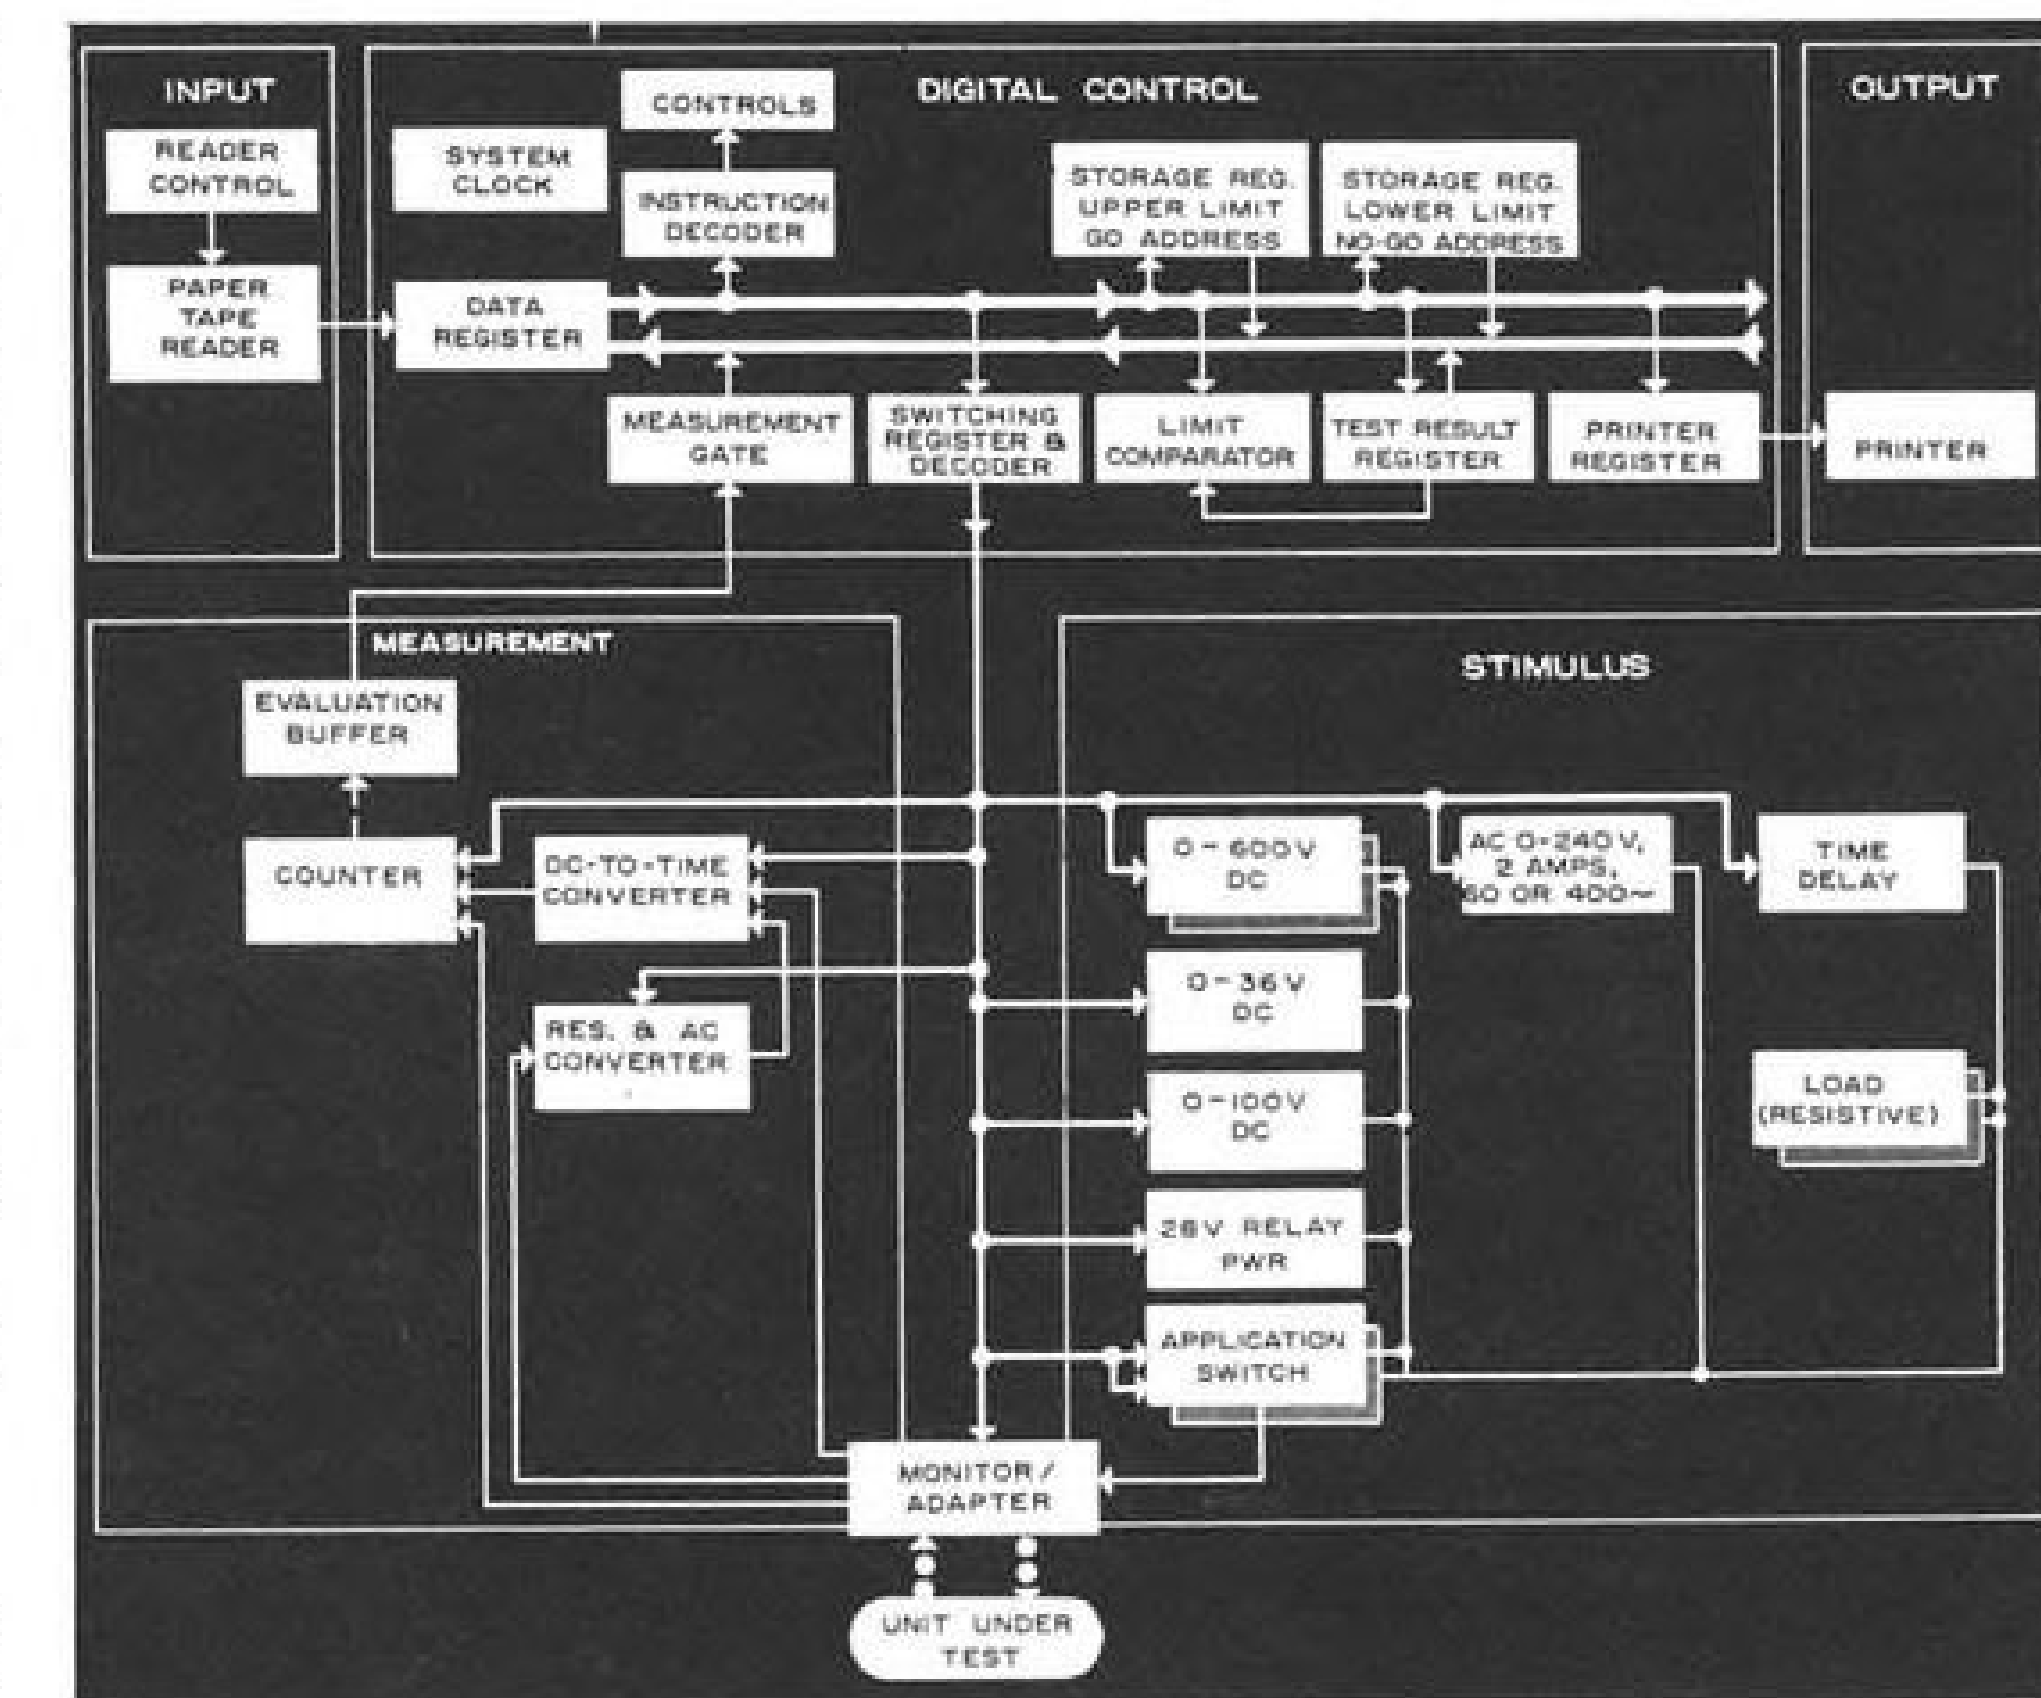 INPUT
READER
CONTROL
PAPER
TAPE
READER
DIGITAL CONTROL
CONTROLS
SYSTEM
CLOCK
INSTRUCTION
DECODER
STORAGE REG.
UPPER LIMIT
GO ADDRESS
STORAGE REG.
LOWER LIMIT
NO-GO ADDRESS
DATA
REGISTER
MEASUREMENT
GATE
SWITCHING
REGISTER &
DECODER
LIMIT
COMPARATOR
TEST RESULT
REGISTER
PRINTER
REGISTER
OUTPUT
PRINTER
MEASUREMENT
EVALUATION
BUFFER
COUNTER
DC-TO-TIME
CONVERTER
RES. & AC
CONVERTER
STIMULUS
0-600V
DC
AC 0-240V,
2 AMPS,
60 OR 400~
TIME
DELAY
0-36V
DC
0-100V
DC
LOAD
(RESISTIVE)
28V RELAY
PWR
APPLICATION
SWITCH
MONITOR/
ADAPTER
UNIT UNDER
TEST